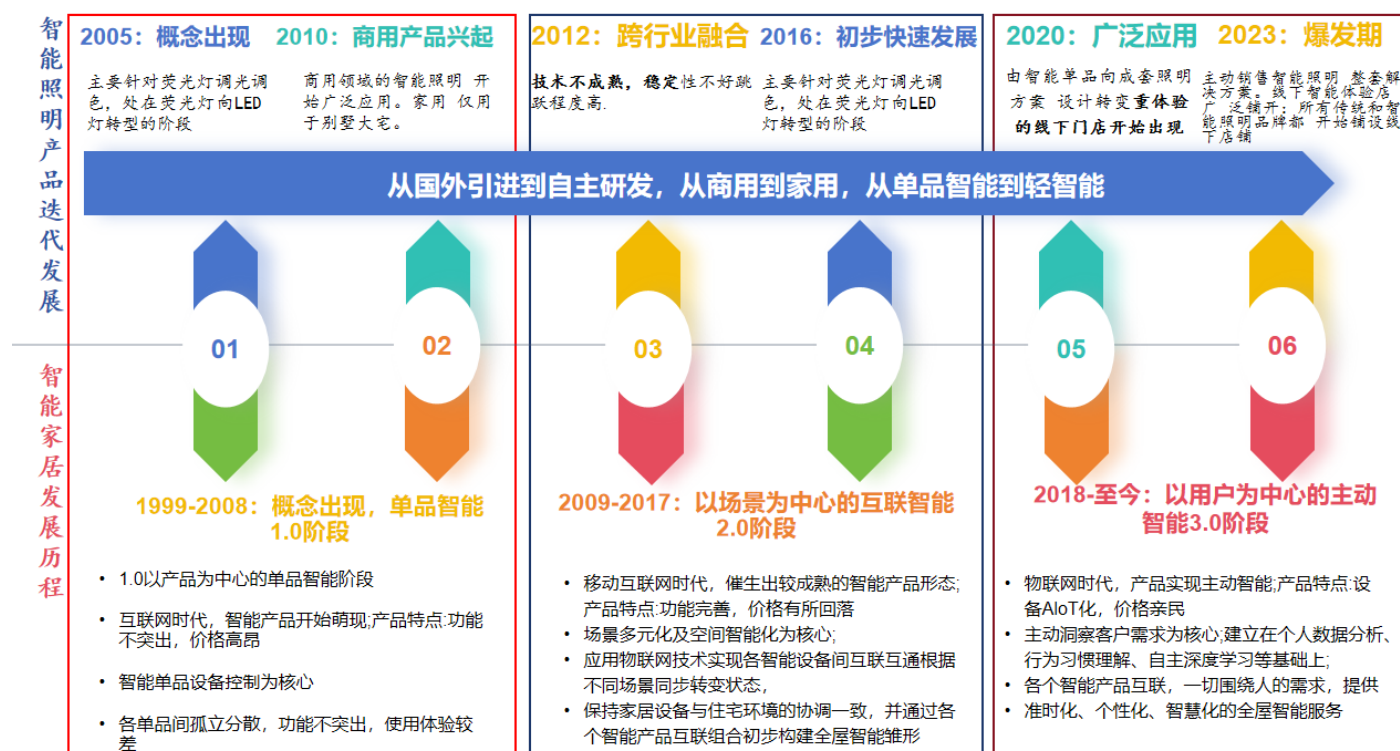 智能照明产品迭代发展
2005：概念出现
主要针对荧光灯调光调
色，处在荧光灯向LED
灯转型的阶段
2010：商用产品兴起
商用领域的智能照明 开
始广泛应用。家用 仅用
于别墅大宅。
2012：跨行业融合
技术不成熟，稳定性不好跳
跃程度高.
2016：初步快速发展
主要针对荧光灯调光调
色，处在荧光灯向LED
灯转型的阶段
2020：广泛应用
由智能单品向成套照明
方案 设计转变重体验
的线下门店开始出现
2023：爆发期
主动销售智能照明 整套解
决方案。线下智能体验店
广 泛铺开；所有传统和智
能照明品牌都 开始铺设线
下店铺
从国外引进到自主研发，从商用到家用，从单品智能到轻智能
01
02
03
04
05
06
智能家居发展历程
1999-2008：概念出现，单品智能
1.0阶段
• 1.0以产品为中心的单品智能阶段
• 互联网时代，智能产品开始萌现;产品特点:功能
不突出，价格高昂
• 智能单品设备控制为核心
• 各单品间孤立分散，功能不突出，使用体验较
差
2009-2017：以场景为中心的互联智能
2.0阶段
• 移动互联网时代，催生出较成熟的智能产品形态;
产品特点:功能完善，价格有所回落
• 场景多元化及空间智能化为核心;
• 应用物联网技术实现各智能设备间互联互通根据
不同场景同步转变状态，
• 保持家居设备与住宅环境的协调一致，并通过各
个智能产品互联组合初步构建全屋智能雏形
2018-至今：以用户为中心的主动
智能3.0阶段
• 物联网时代，产品实现主动智能;产品特点:设
备AIoT化，价格亲民
• 主动洞察客户需求为核心;建立在个人数据分析、
行为习惯理解、自主深度学习等基础上;
• 各个智能产品互联，一切围绕人的需求，提供
• 准时化、个性化、智慧化的全屋智能服务